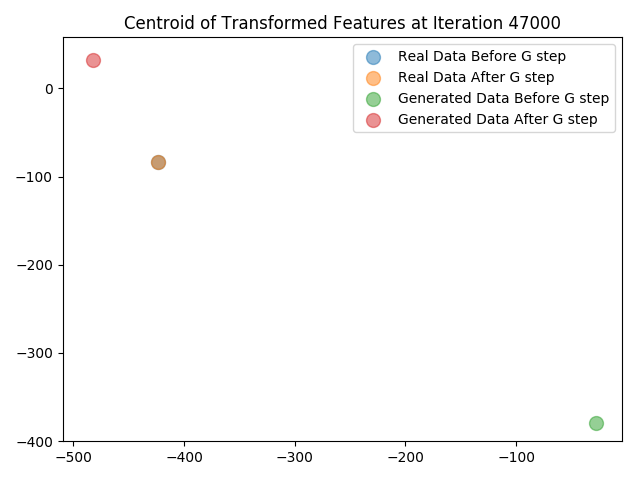 Centroid of Transformed Features at Iteration 47000
Real Data Before G step
Real Data After G step
Generated Data Before G step
Generated Data After G step
0
−100
−200
−300
−400
−500
−400
−300
−200
−100